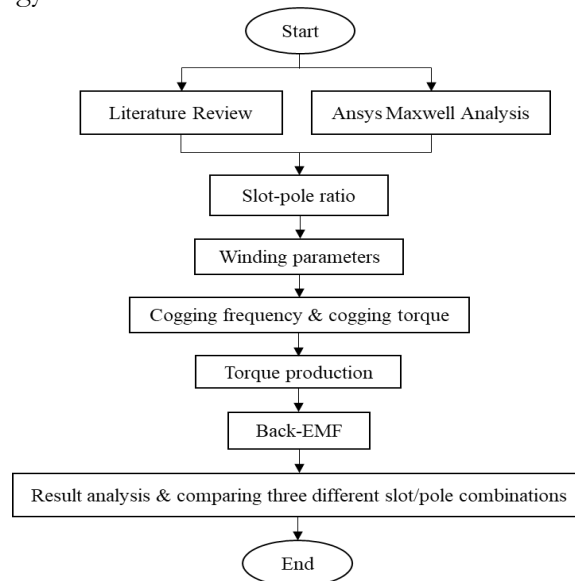 gy
Start
Literature Review
Ansys Maxwell Analysis
Slot-pole ratio
Winding parameters
Cogging frequency & cogging torque
Torque production
Back-EMF
Result analysis & comparing three different slot/pole combinations
End